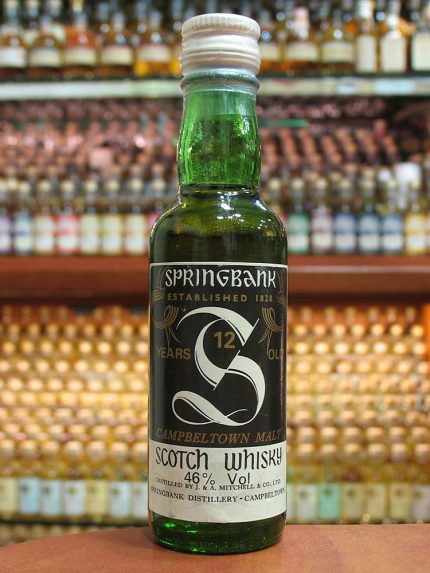 SPRINGBANK
ESTABLISHED 1828
12
YEARS OLD
S
CAMPBELTOWN MALT
SCOTCH WHISKY
46% Vol
DISTILLED BY J. & A. MITCHELL & CO., LTD.
SPRINGBANK DISTILLERY · CAMPBELTOWN